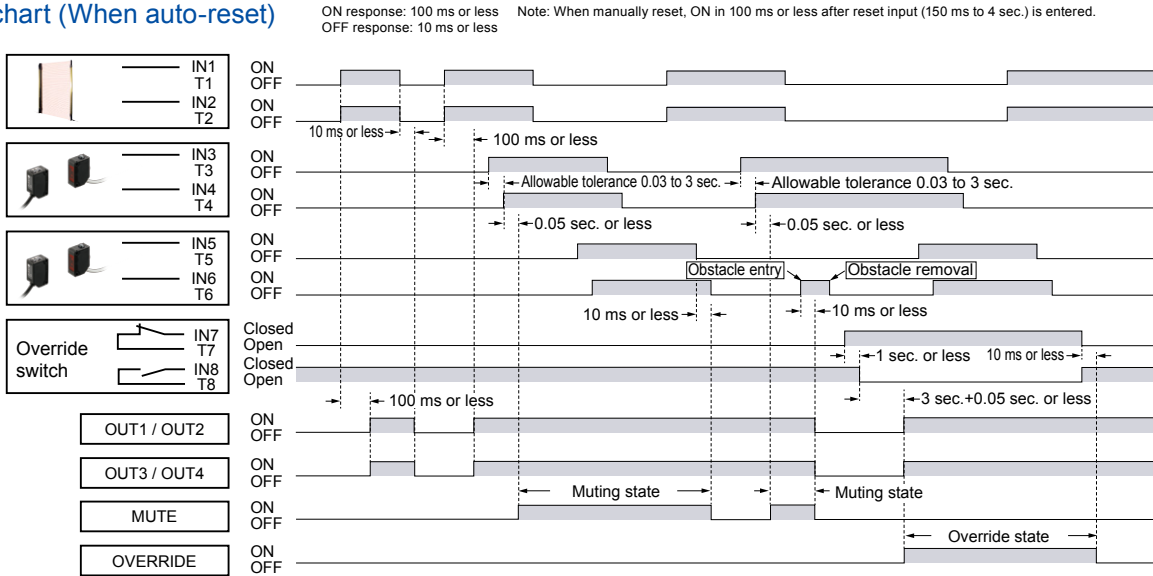 chart (When auto-reset)
ON response: 100 ms or less Note: When manually reset, ON in 100 ms or less after reset input (150 ms to 4 sec.) is entered.
OFF response: 10 ms or less
IN1 ON
T1 OFF
IN2 ON
T2 OFF
10 ms or less
100 ms or less
IN3 ON
T3 OFF
Allowable tolerance 0.03 to 3 sec. Allowable tolerance 0.03 to 3 sec.
IN4 ON
T4 OFF
0.05 sec. or less 0.05 sec. or less
IN5 ON
T5 OFF
Obstacle entry Obstacle removal
IN6 ON
T6 OFF
10 ms or less 10 ms or less
Override switch
IN7 Closed
T7 Open
1 sec. or less 10 ms or less
IN8 Closed
T8 Open
100 ms or less 3 sec.+0.05 sec. or less
OUT1 / OUT2 ON
OFF
OUT3 / OUT4 ON
OFF
Muting state Muting state
MUTE ON
OFF
Override state
OVERRIDE ON
OFF